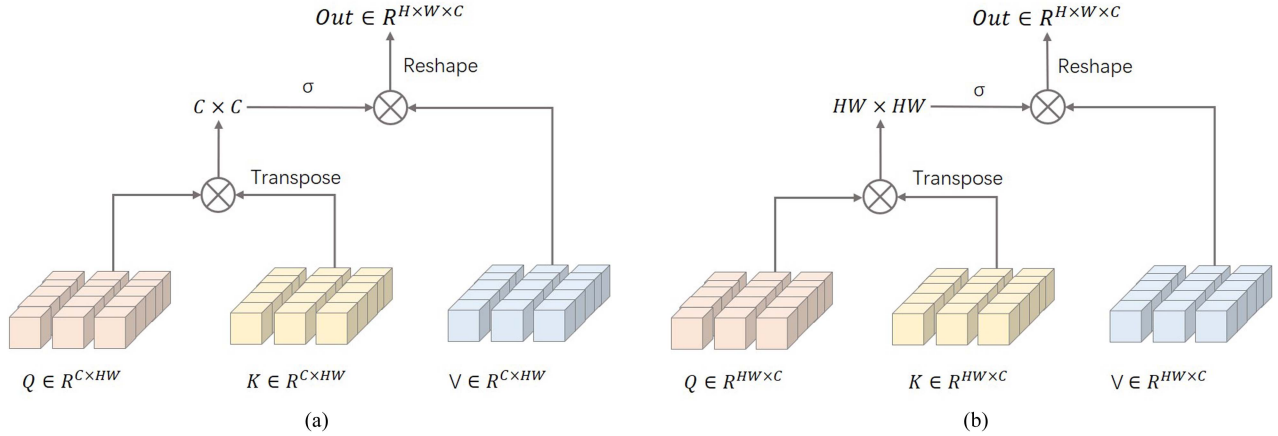 Out ∈ R^{H×W×C}
Reshape
σ
C × C
Transpose
Q ∈ R^{C×HW}
K ∈ R^{C×HW}
V ∈ R^{C×HW}
(a)
Out ∈ R^{H×W×C}
Reshape
σ
HW × HW
Transpose
Q ∈ R^{HW×C}
K ∈ R^{HW×C}
V ∈ R^{HW×C}
(b)